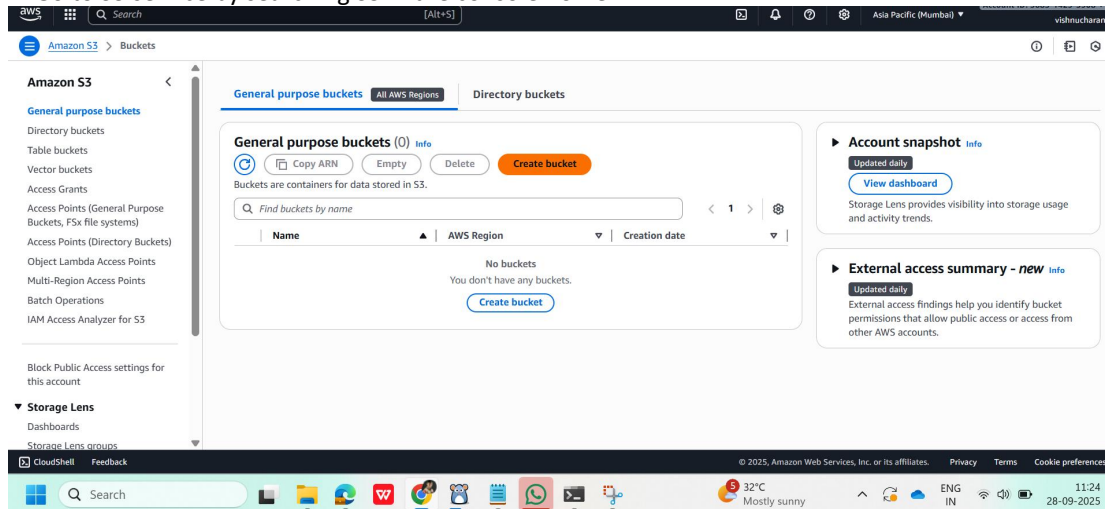 aws
Search
[Alt+S]
Asia Pacific (Mumbai) ▼
vishnucharan
Amazon S3 > Buckets
Amazon S3
General purpose buckets
Directory buckets
Table buckets
Vector buckets
Access Grants
Access Points (General Purpose
Buckets, FSx file systems)
Access Points (Directory Buckets)
Object Lambda Access Points
Multi-Region Access Points
Batch Operations
IAM Access Analyzer for S3
Block Public Access settings for
this account
▼ Storage Lens
Dashboards
Storage Lens groups
General purpose buckets All AWS Regions
Directory buckets
General purpose buckets (0) Info
Copy ARN
Empty
Delete
Create bucket
Buckets are containers for data stored in S3.
Find buckets by name
< 1 >
Name ▲ | AWS Region ▽ | Creation date ▽
No buckets
You don't have any buckets.
Create bucket
▶ Account snapshot Info
Updated daily
View dashboard
Storage Lens provides visibility into storage usage
and activity trends.
▶ External access summary - new Info
Updated daily
External access findings help you identify bucket
permissions that allow public access or access from
other AWS accounts.
CloudShell Feedback
© 2025, Amazon Web Services, Inc. or its affiliates. Privacy Terms Cookie preferences
Search
5
32°C
Mostly sunny
ENG
IN
11:24
28-09-2025